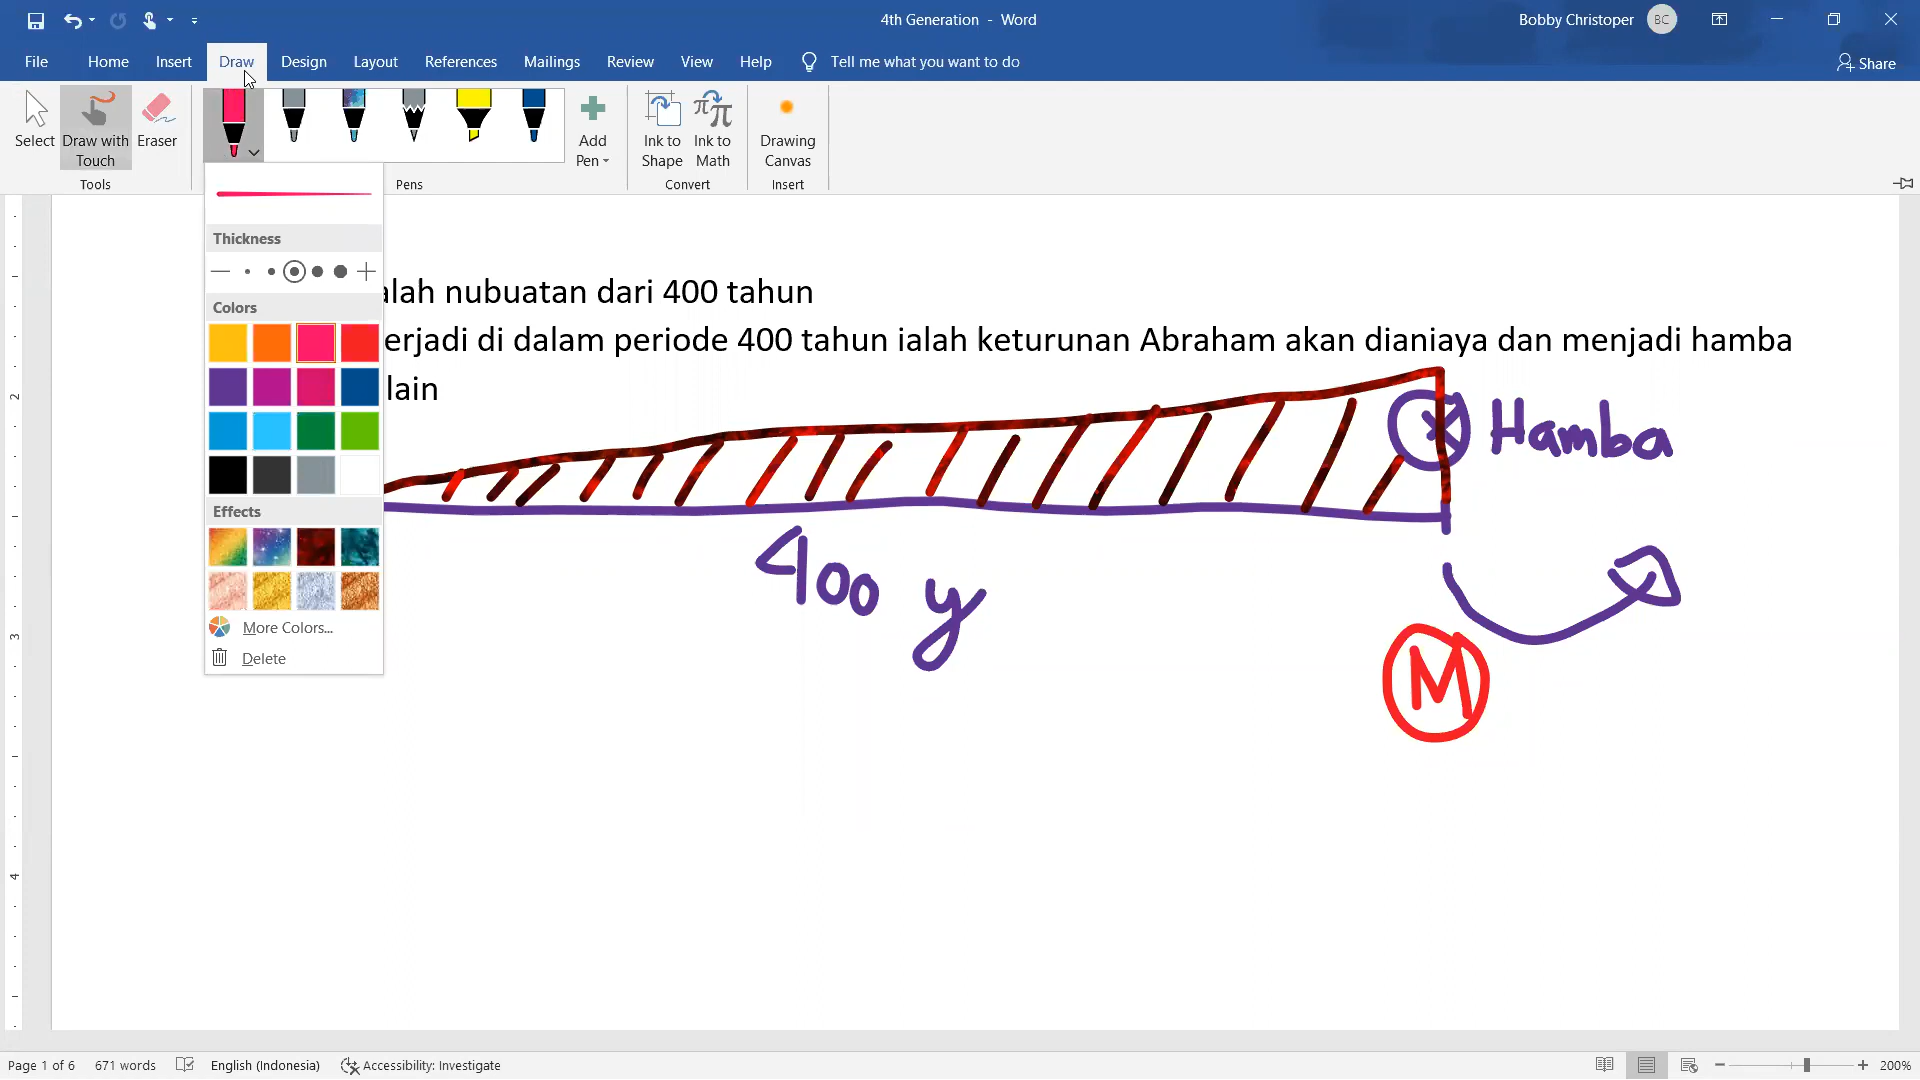 4th Generation - Word
Bobby Christoper
BC
File
Home
Insert
Draw
Design
Layout
References
Mailings
Review
View
Help
Tell me what you want to do
Share
Select
Draw with Touch
Eraser
Add Pen
Ink to Shape
Ink to Math
Drawing Canvas
Tools
Pens
Convert
Insert
Thickness
Colors
Effects
More Colors...
Delete
alah nubuatan dari 400 tahun
erjadi di dalam periode 400 tahun ialah keturunan Abraham akan dianiaya dan menjadi hamba
lain
Hamba
400 y
M
2
3
4
Page 1 of 6
671 words
English (Indonesia)
Accessibility: Investigate
200%